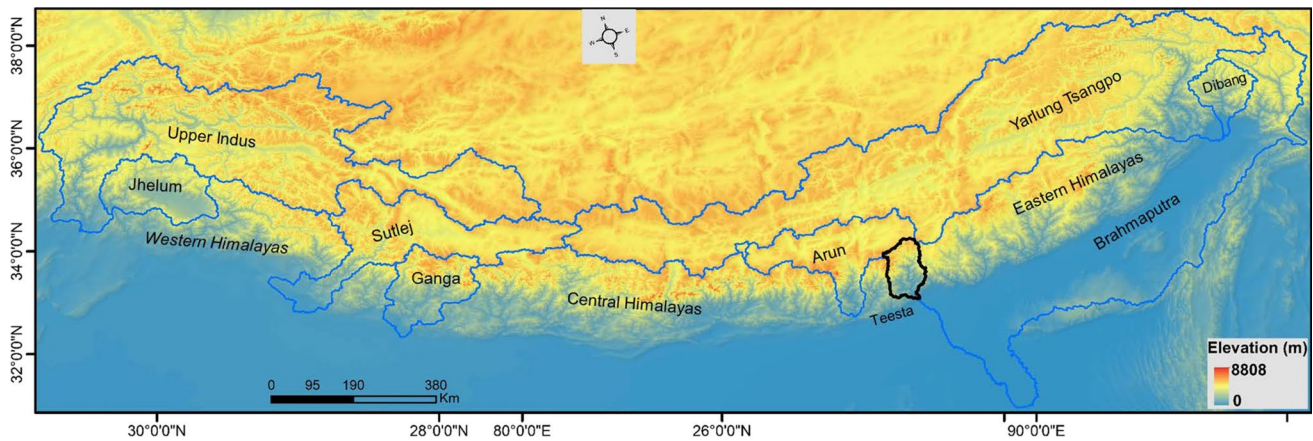 38°0'0"N
36°0'0"N
34°0'0"N
32°0'0"N
N
E
S
Upper Indus
Jhelum
Western Himalayas
Sutlej
Ganga
Central Himalayas
Arun
Teesta
Yarlung Tsangpo
Dibang
Eastern Himalayas
Brahmaputra
0 95 190 380
Km
Elevation (m)
8808
0
30°0'0"N
28°0'0"N
80°0'0"E
26°0'0"N
90°0'0"E